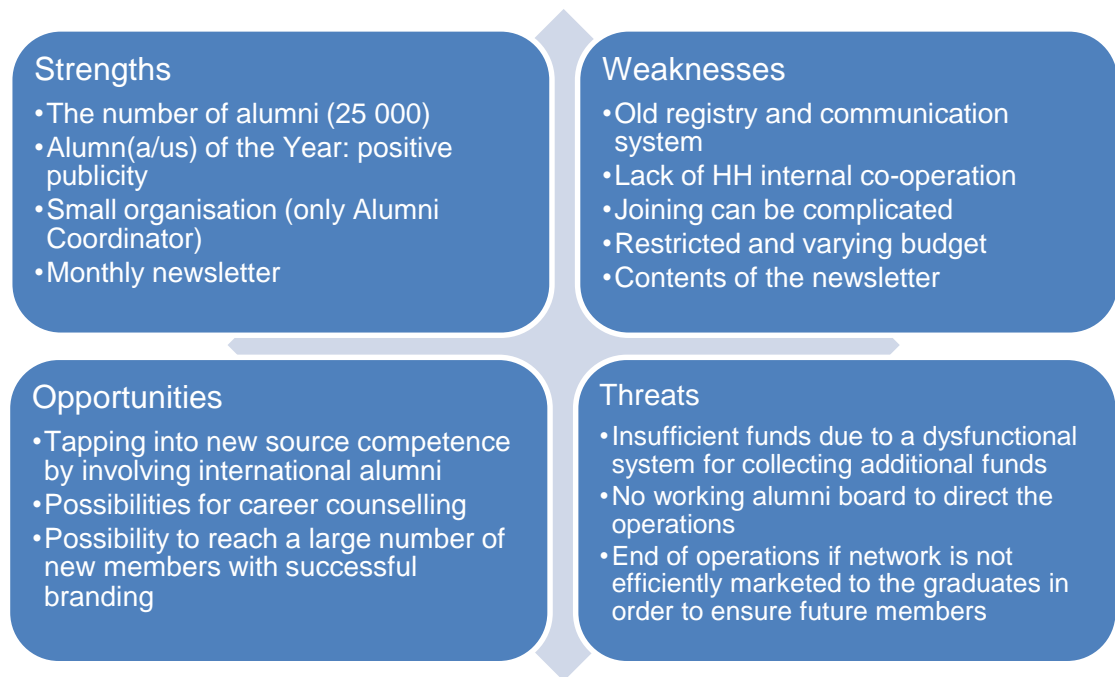 Strengths
•The number of alumni (25 000)
•Alumn(a/us) of the Year: positive
publicity
•Small organisation (only Alumni
Coordinator)
•Monthly newsletter
Weaknesses
•Old registry and communication
system
•Lack of HH internal co-operation
•Joining can be complicated
•Restricted and varying budget
•Contents of the newsletter
Opportunities
•Tapping into new source competence
by involving international alumni
•Possibilities for career counselling
•Possibility to reach a large number of
new members with successful
branding
Threats
•Insufficient funds due to a dysfunctional
system for collecting additional funds
•No working alumni board to direct the
operations
•End of operations if network is not
efficiently marketed to the graduates in
order to ensure future members